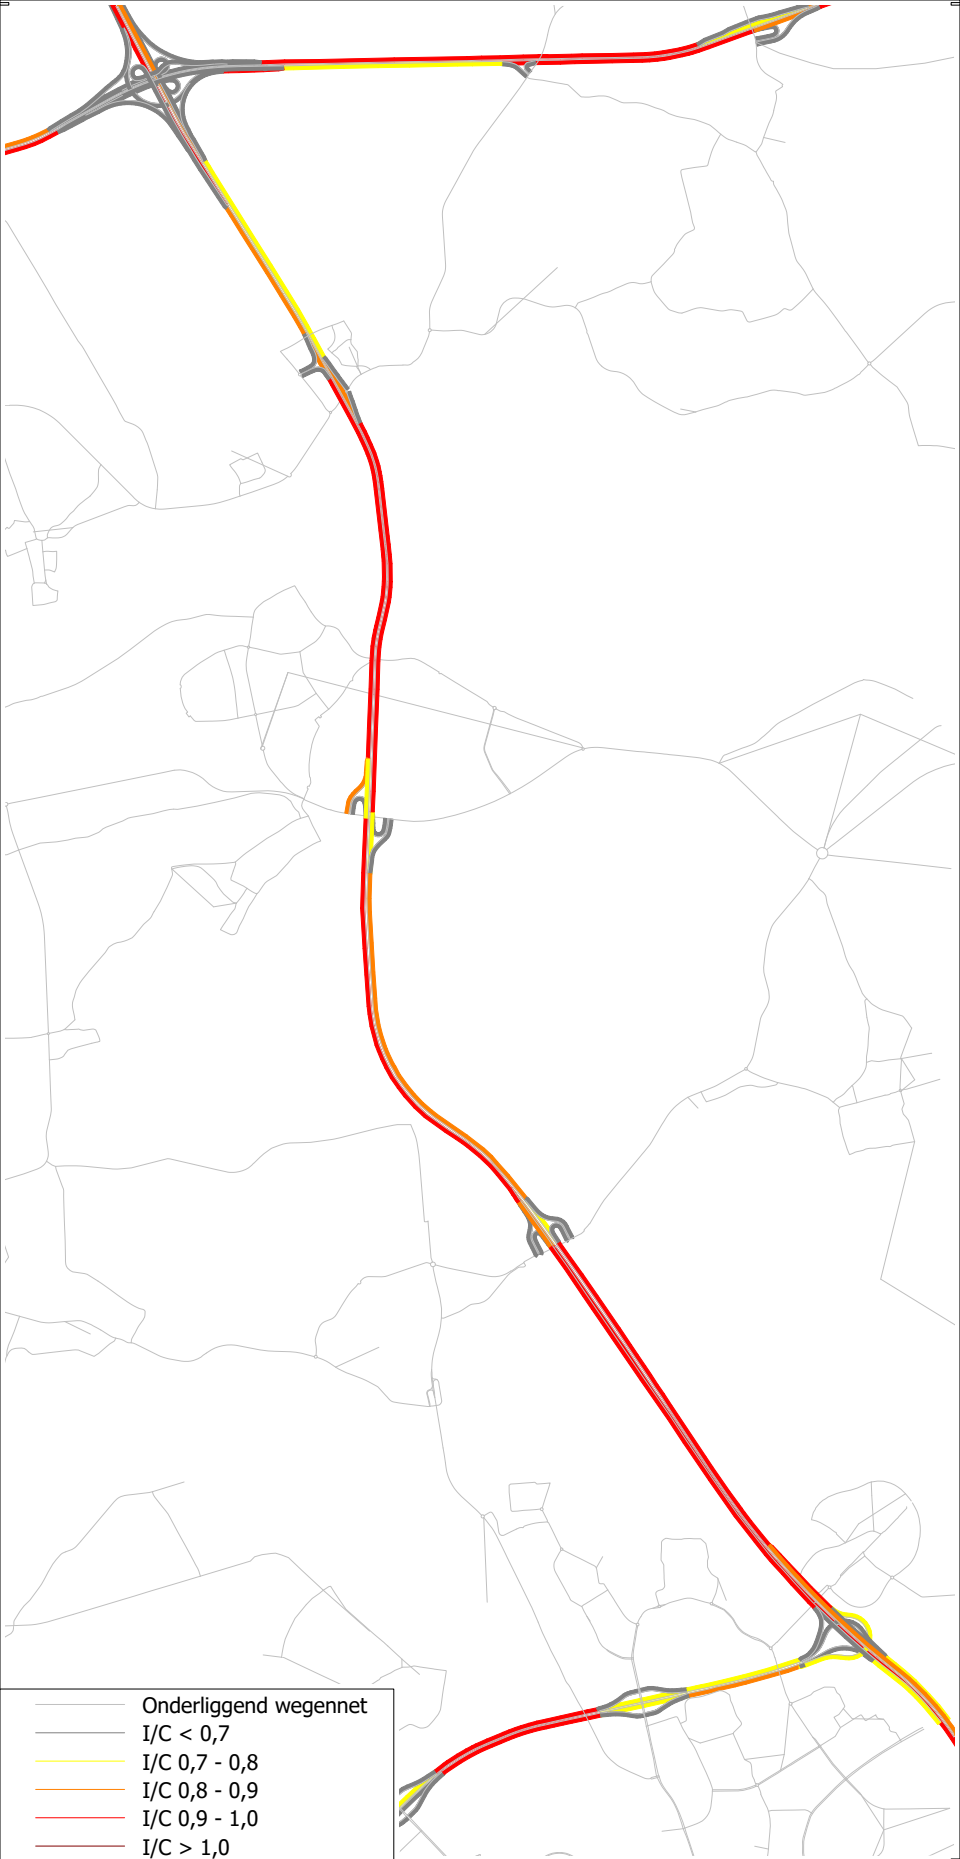 Onderliggend wegennet
I/C < 0,7
I/C 0,7 - 0,8
I/C 0,8 - 0,9
I/C 0,9 - 1,0
I/C > 1,0